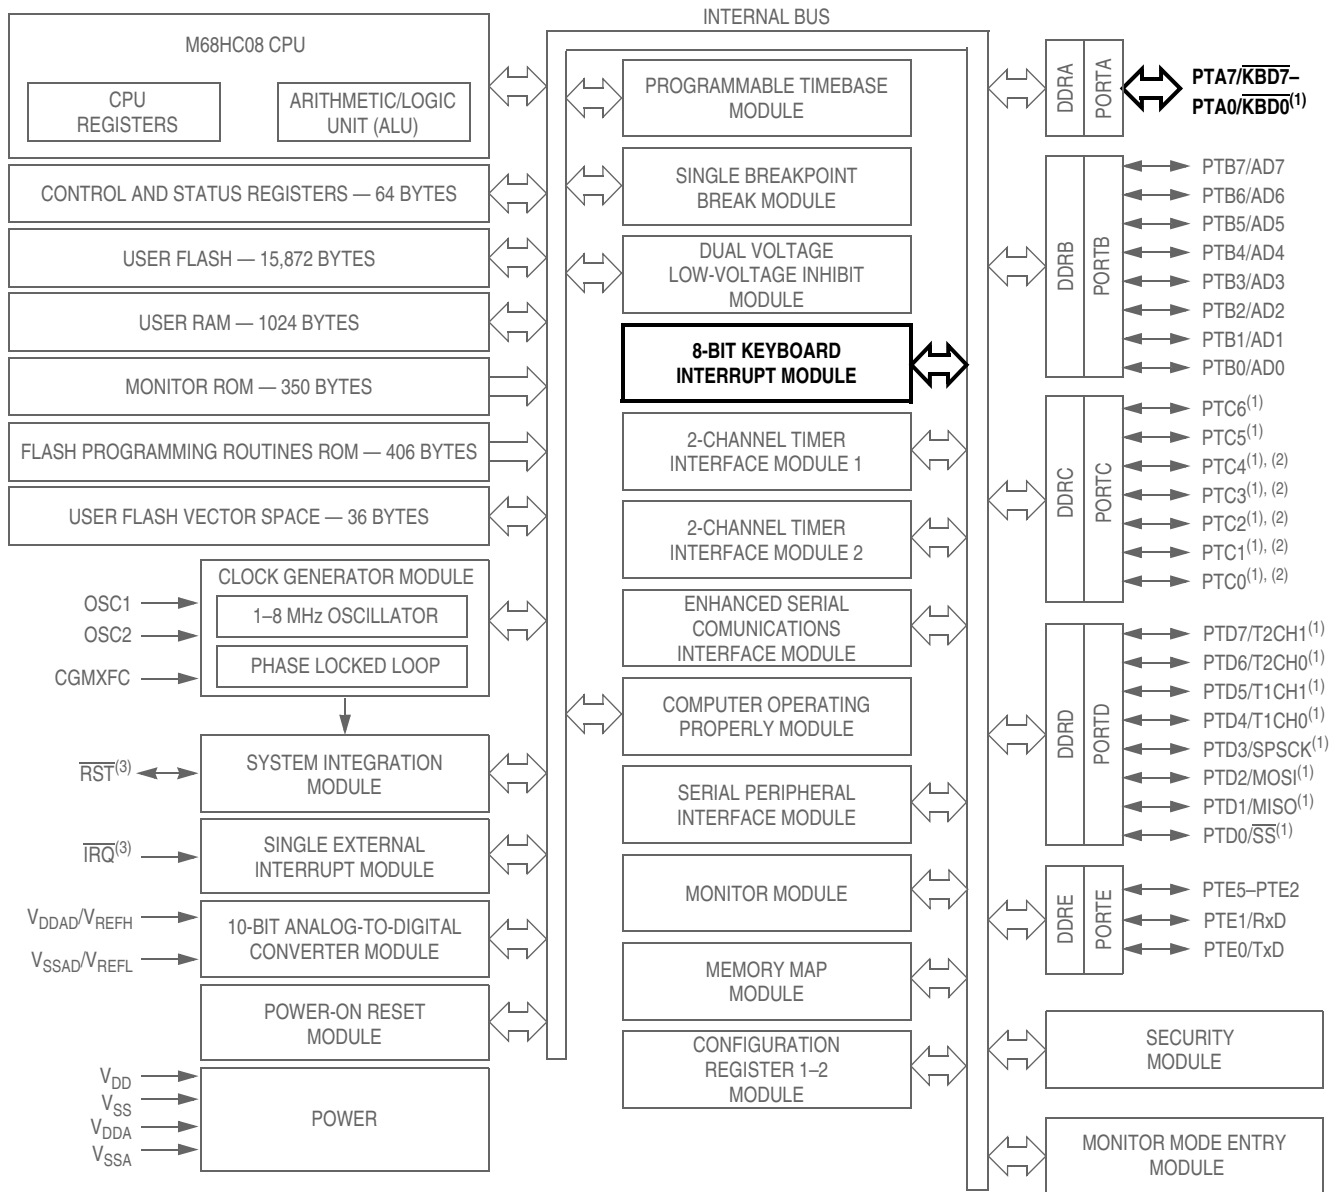 INTERNAL BUS
M68HC08 CPU
CPU
REGISTERS
ARITHMETIC/LOGIC
UNIT (ALU)
CONTROL AND STATUS REGISTERS — 64 BYTES
USER FLASH — 15,872 BYTES
USER RAM — 1024 BYTES
MONITOR ROM — 350 BYTES
FLASH PROGRAMMING ROUTINES ROM — 406 BYTES
USER FLASH VECTOR SPACE — 36 BYTES
CLOCK GENERATOR MODULE
1–8 MHz OSCILLATOR
PHASE LOCKED LOOP
OSC1
OSC2
CGMXFC
SYSTEM INTEGRATION
MODULE
RST(3)
SINGLE EXTERNAL
INTERRUPT MODULE
IRQ(3)
10-BIT ANALOG-TO-DIGITAL
CONVERTER MODULE
VDDAD/VREFH
VSSAD/VREFL
POWER-ON RESET
MODULE
POWER
VDD
VSS
VDDA
VSSA
PROGRAMMABLE TIMEBASE
MODULE
SINGLE BREAKPOINT
BREAK MODULE
DUAL VOLTAGE
LOW-VOLTAGE INHIBIT
MODULE
8-BIT KEYBOARD
INTERRUPT MODULE
2-CHANNEL TIMER
INTERFACE MODULE 1
2-CHANNEL TIMER
INTERFACE MODULE 2
ENHANCED SERIAL
COMUNICATIONS
INTERFACE MODULE
COMPUTER OPERATING
PROPERLY MODULE
SERIAL PERIPHERAL
INTERFACE MODULE
MONITOR MODULE
MEMORY MAP
MODULE
CONFIGURATION
REGISTER 1–2
MODULE
DDRA
PORTA
PTA7/KBD7–
PTA0/KBD0(1)
DDRB
PORTB
PTB7/AD7
PTB6/AD6
PTB5/AD5
PTB4/AD4
PTB3/AD3
PTB2/AD2
PTB1/AD1
PTB0/AD0
DDRC
PORTC
PTC6(1)
PTC5(1)
PTC4(1), (2)
PTC3(1), (2)
PTC2(1), (2)
PTC1(1), (2)
PTC0(1), (2)
DDRD
PORTD
PTD7/T2CH1(1)
PTD6/T2CH0(1)
PTD5/T1CH1(1)
PTD4/T1CH0(1)
PTD3/SPSCK(1)
PTD2/MOSI(1)
PTD1/MISO(1)
PTD0/SS(1)
DDRE
PORTE
PTE5–PTE2
PTE1/RxD
PTE0/TxD
SECURITY
MODULE
MONITOR MODE ENTRY
MODULE